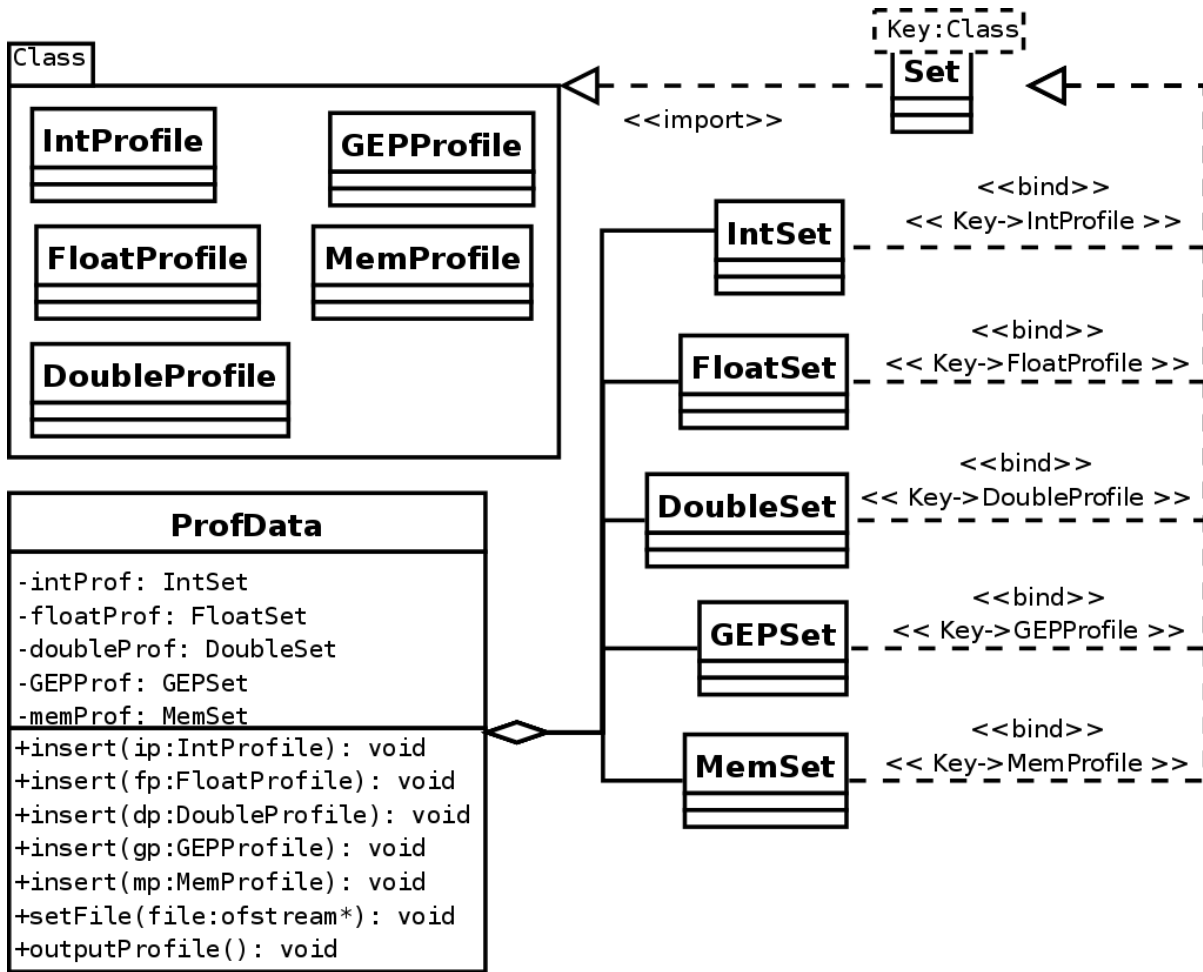 Class
IntProfile
GEPProfile
FloatProfile
MemProfile
DoubleProfile
Key:Class
Set
<<import>>
IntSet
<<bind>>
<< Key->IntProfile >>
FloatSet
<<bind>>
<< Key->FloatProfile >>
DoubleSet
<<bind>>
<< Key->DoubleProfile >>
GEPSet
<<bind>>
<< Key->GEPProfile >>
MemSet
<<bind>>
<< Key->MemProfile >>
ProfData
-intProf: IntSet
-floatProf: FloatSet
-doubleProf: DoubleSet
-GEPProf: GEPSet
-memProf: MemSet
+insert(ip:IntProfile): void
+insert(fp:FloatProfile): void
+insert(dp:DoubleProfile): void
+insert(gp:GEPProfile): void
+insert(mp:MemProfile): void
+setFile(file:ofstream*): void
+outputProfile(): void